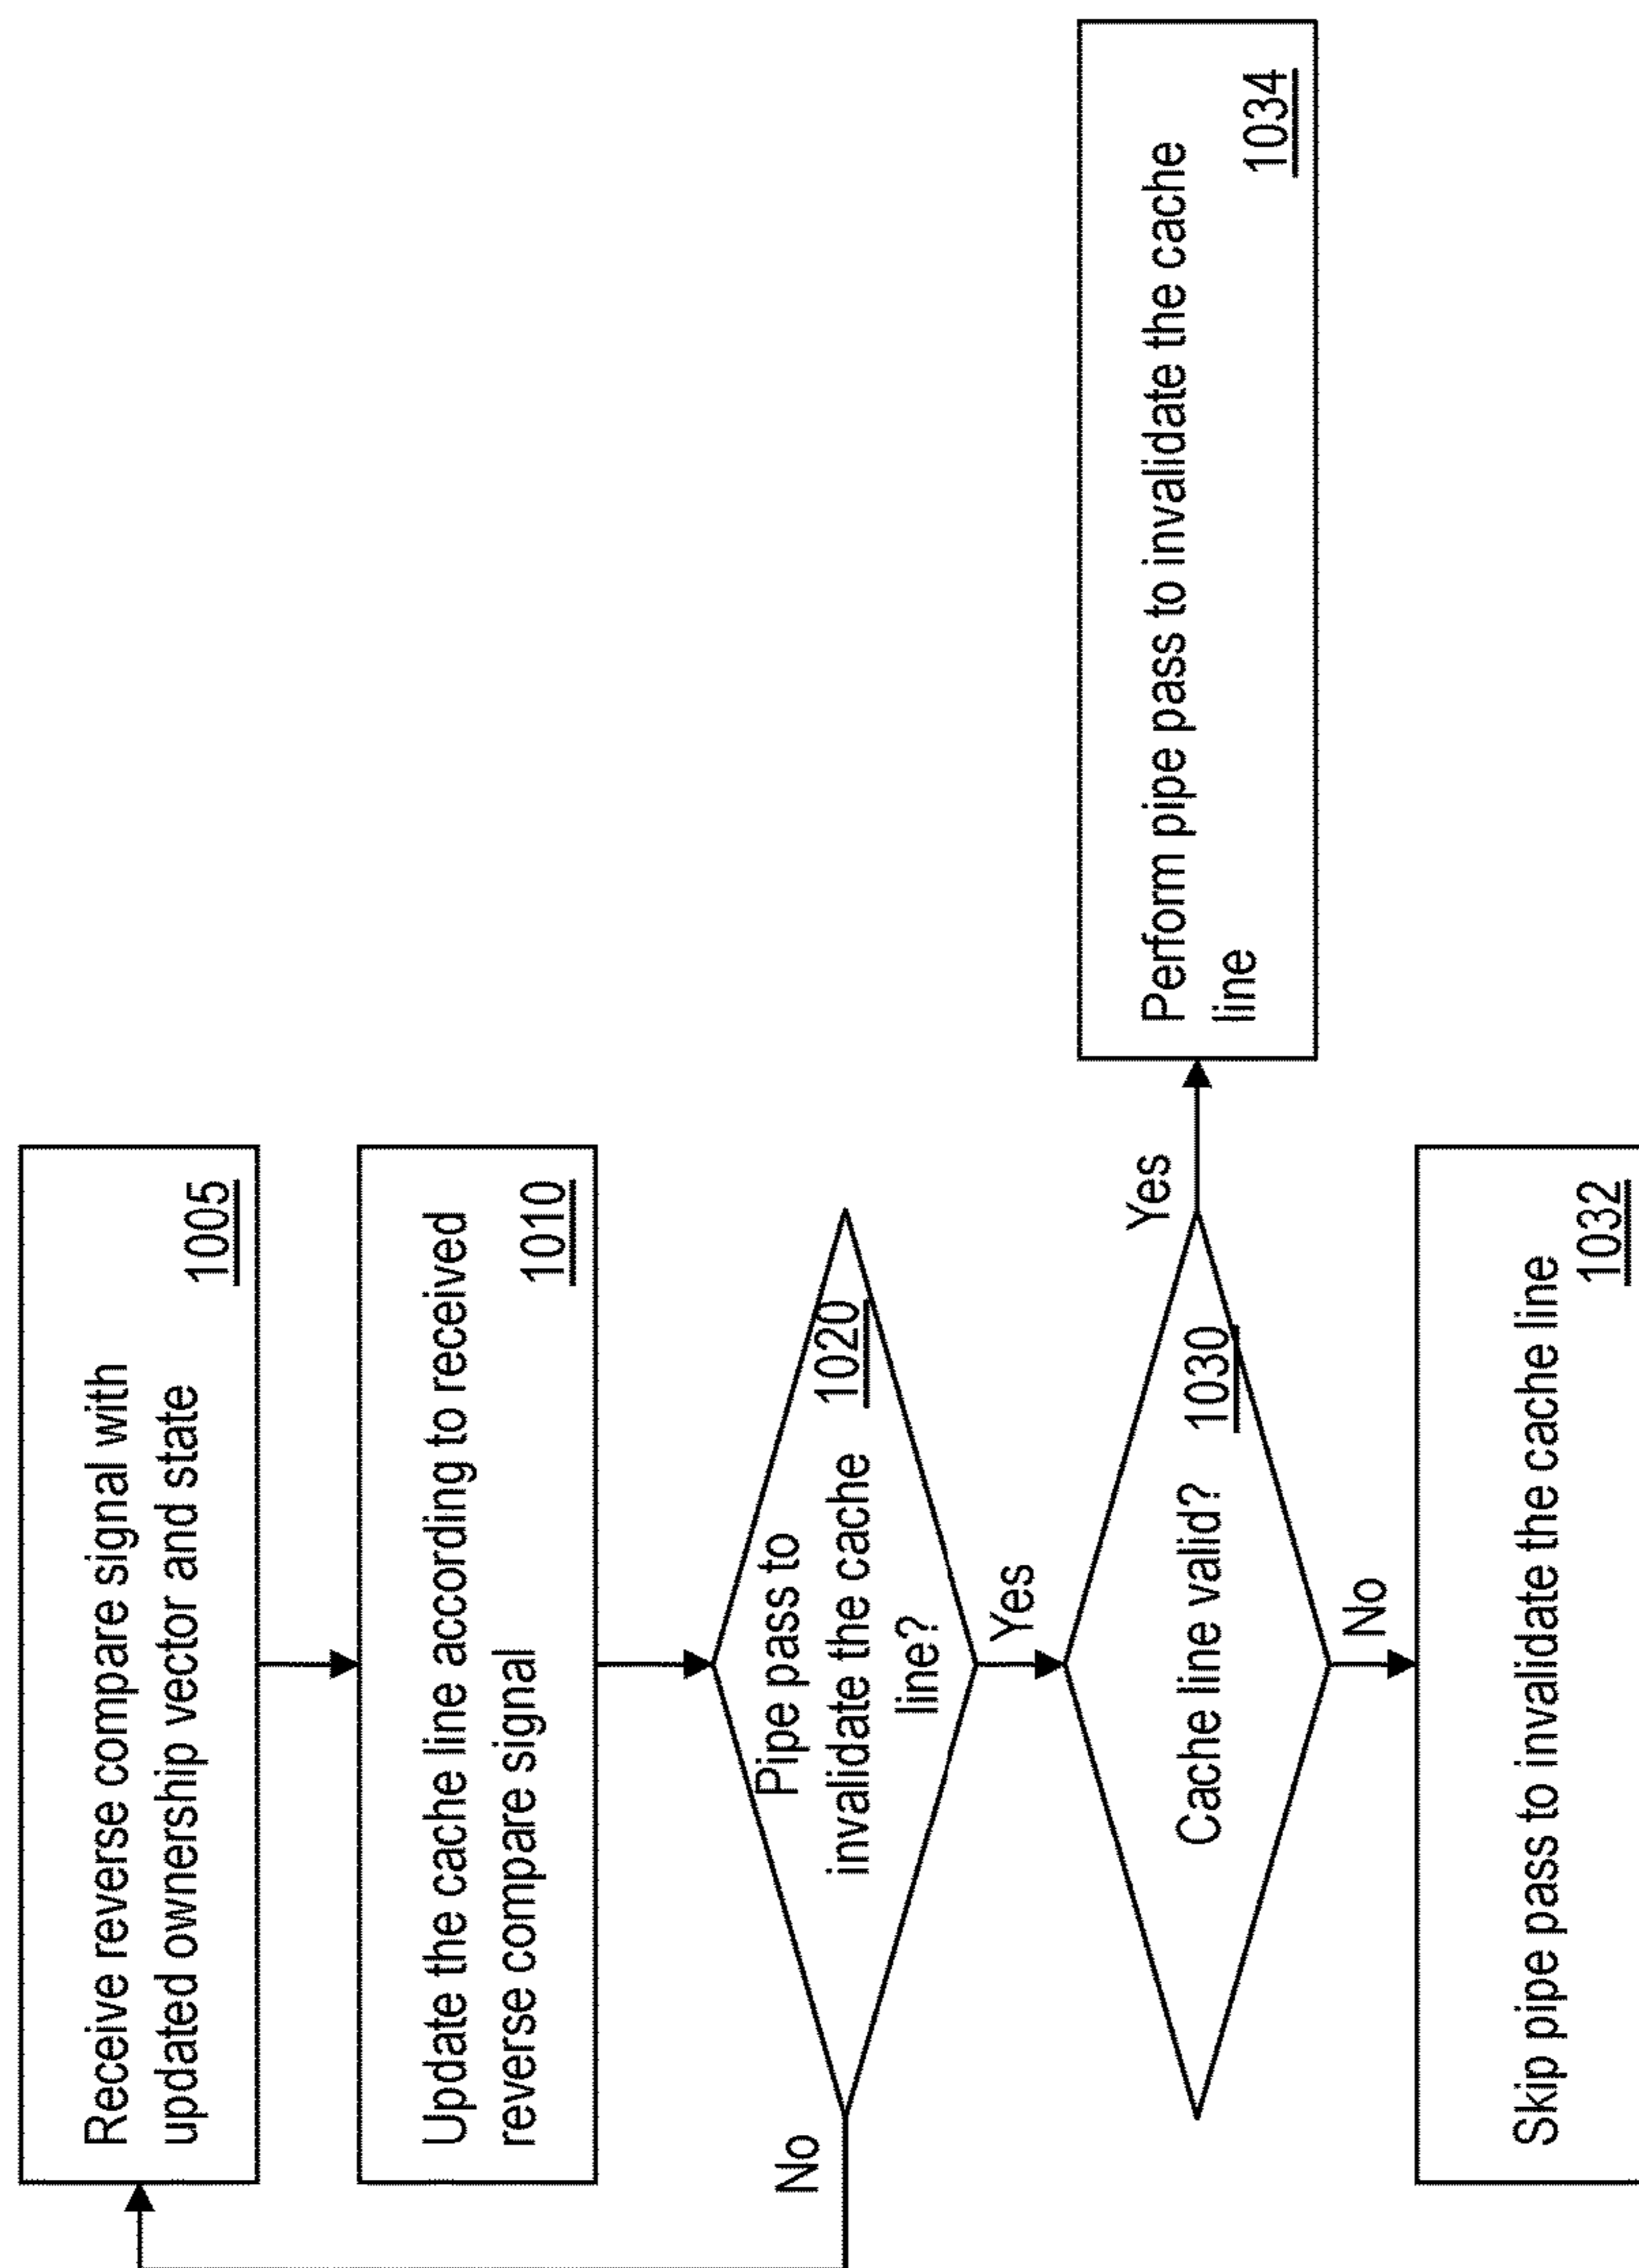 Receive reverse compare signal with
updated ownership vector and state
1005
Update the cache line according to received
reverse compare signal
1010
Pipe pass to
invalidate the cache
line?
1020
No
Yes
Cache line valid?
1030
Yes
No
Perform pipe pass to invalidate the cache
line
1034
Skip pipe pass to invalidate the cache line
1032